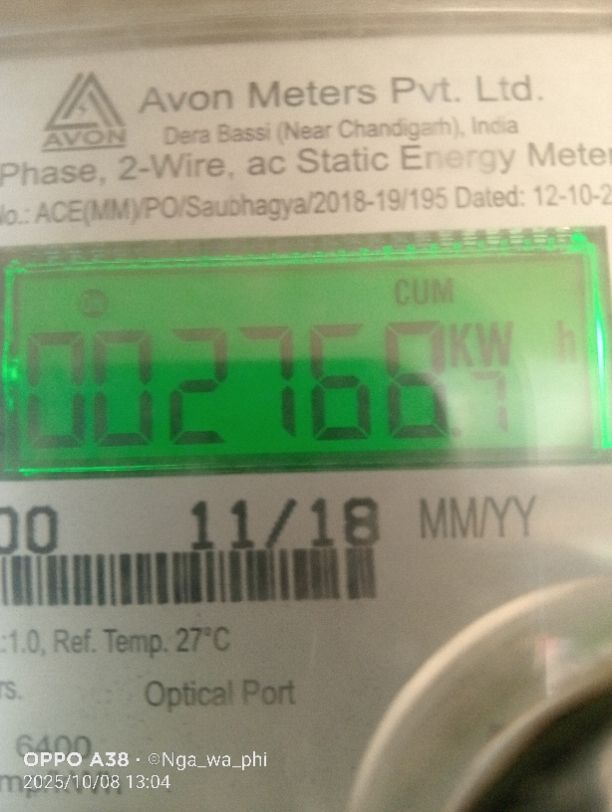 Avon Meters Pvt. Ltd.
AVON
Dera Bassi (Near Chandigarh), India
Phase, 2-Wire, ac Static Energy Meter
No.: ACE(MM)/PO/Saubhagya/2018-19/195 Dated: 12-10-2
CUM
002768.7 KW h
00 11/18 MM/YY
:1.0, Ref. Temp. 27°C
rs. Optical Port
6400
OPPO A38 · ©Nga_wa_phi
2025/10/08 13:04